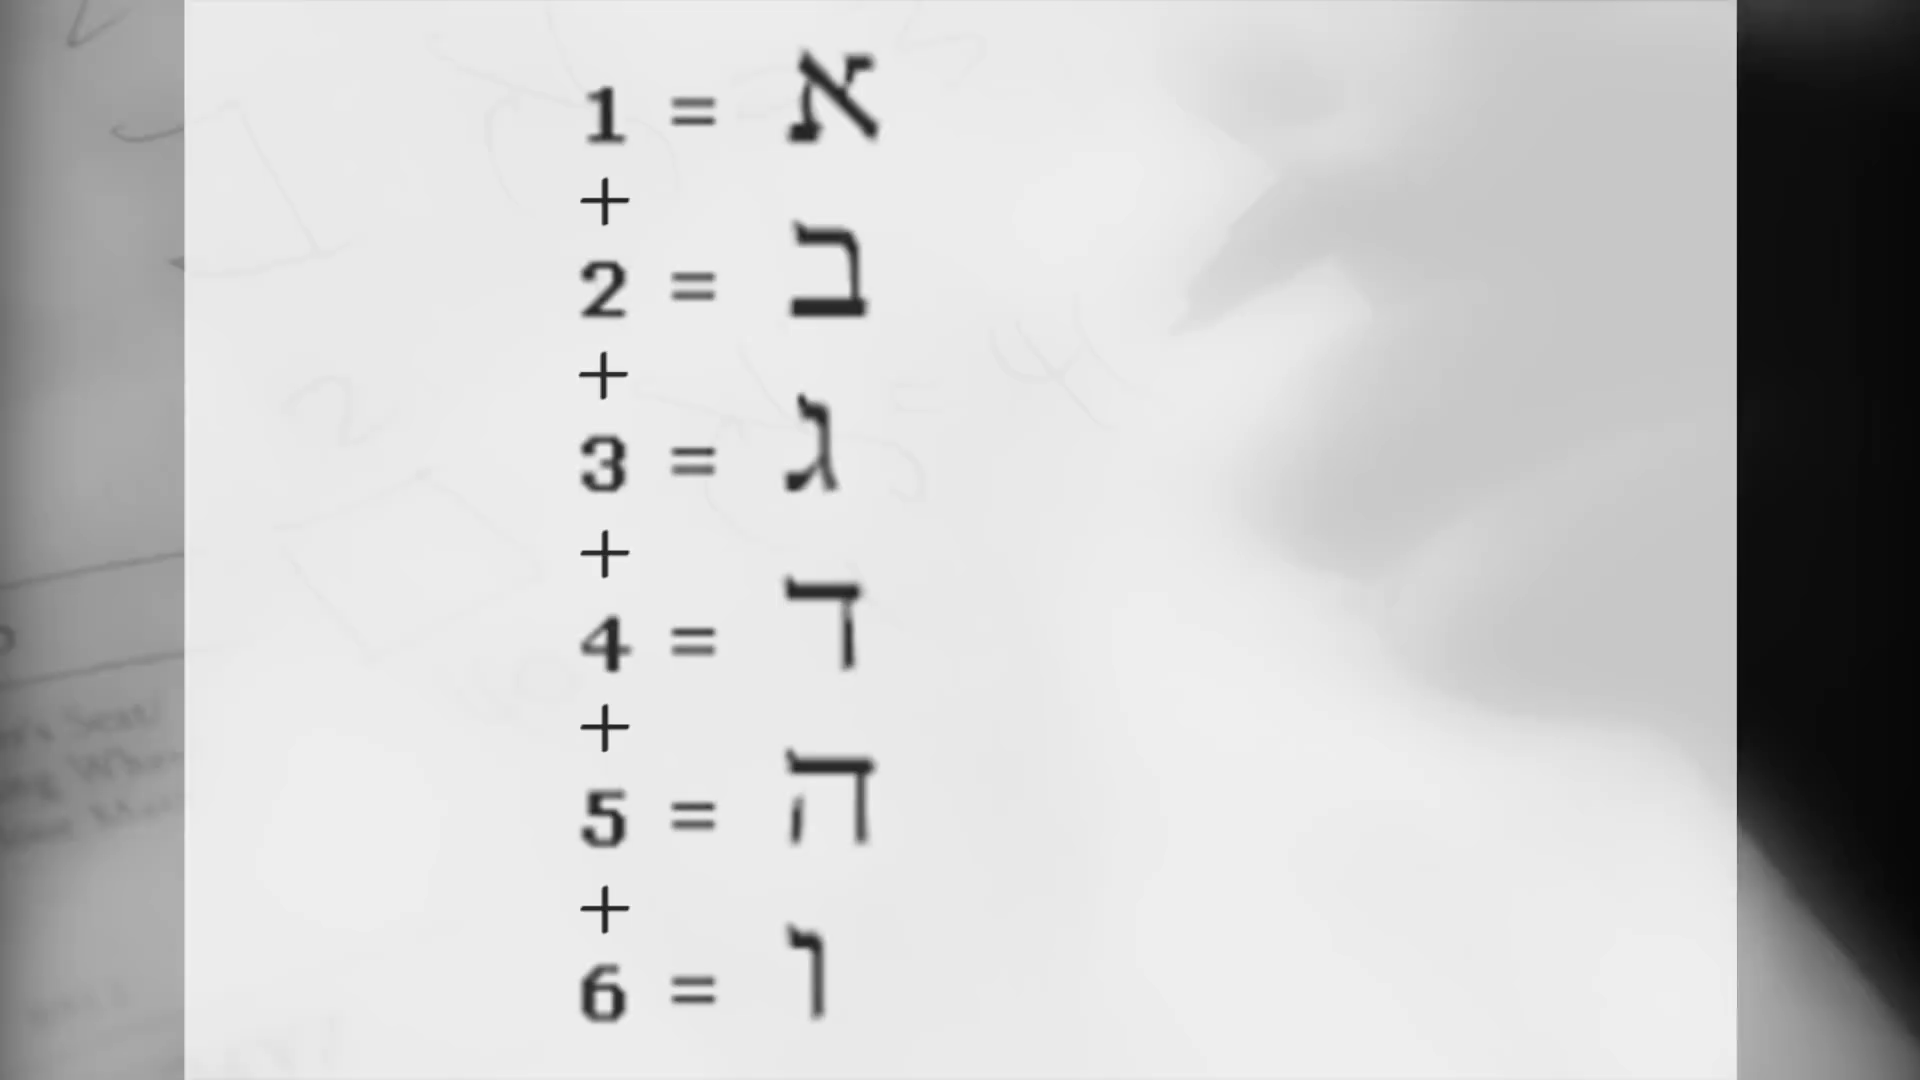 1 = א
+
2 = ב
+
3 = ג
+
4 = ד
+
5 = ה
+
6 = ו